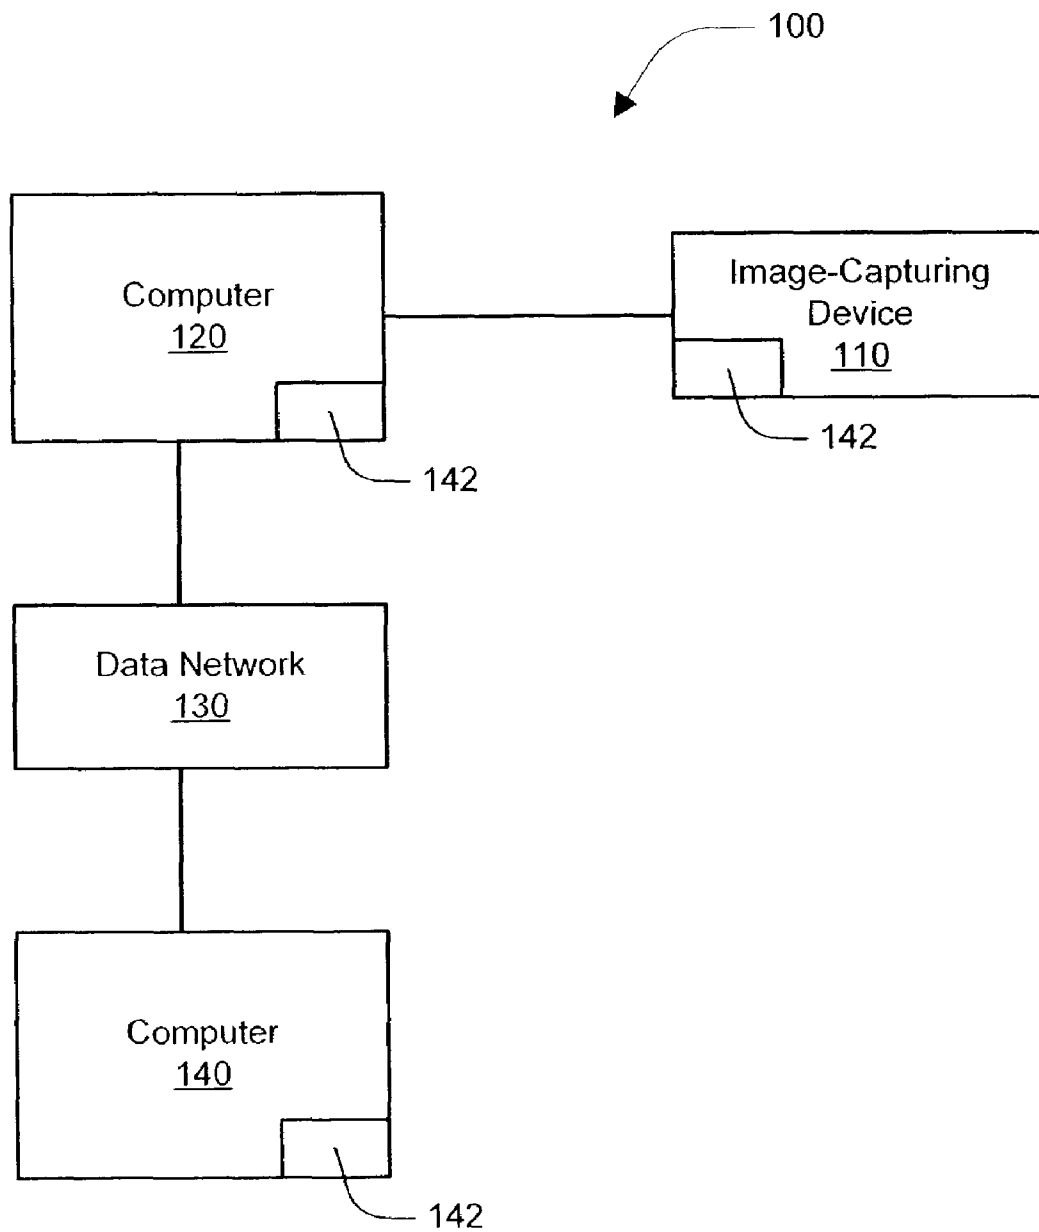 100
Computer
120
Image-Capturing
Device
110
142
142
Data Network
130
Computer
140
142